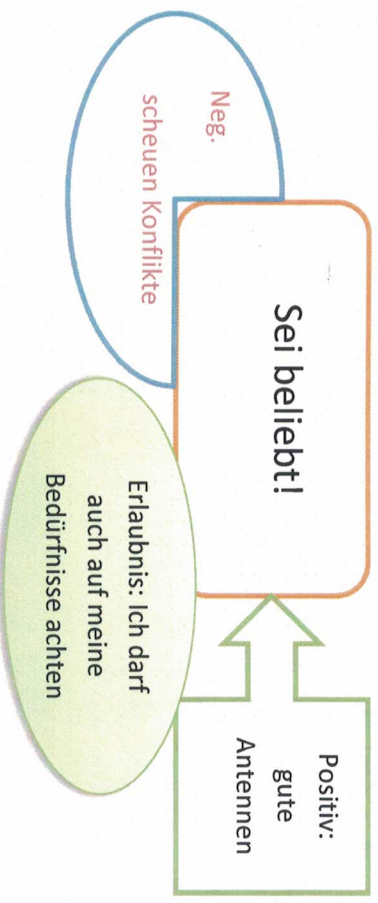 Sei beliebt!
Positiv:
gute
Antennen
Neg.
scheuen Konflikte
Erlaubnis: Ich darf
auch auf meine
Bedürfnisse achten